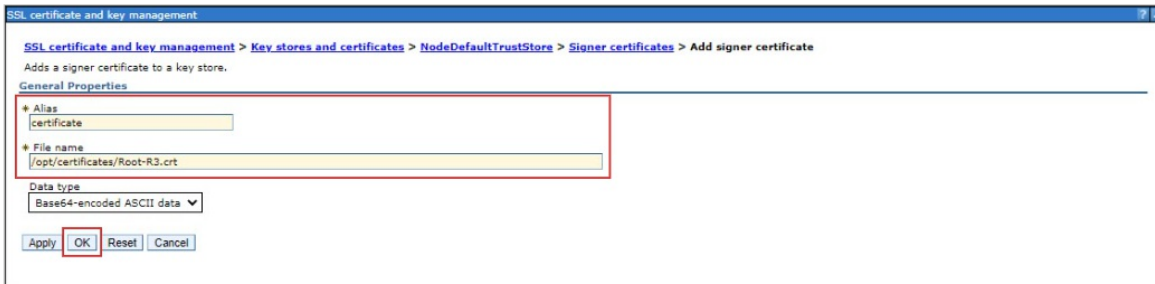 SSL certificate and key management ?
SSL certificate and key management > Key stores and certificates > NodeDefaultTrustStore > Signer certificates > Add signer certificate
Adds a signer certificate to a key store.
General Properties
* Alias
certificate
* File name
/opt/certificates/Root-R3.crt
Data type
Base64-encoded ASCII data
Apply OK Reset Cancel